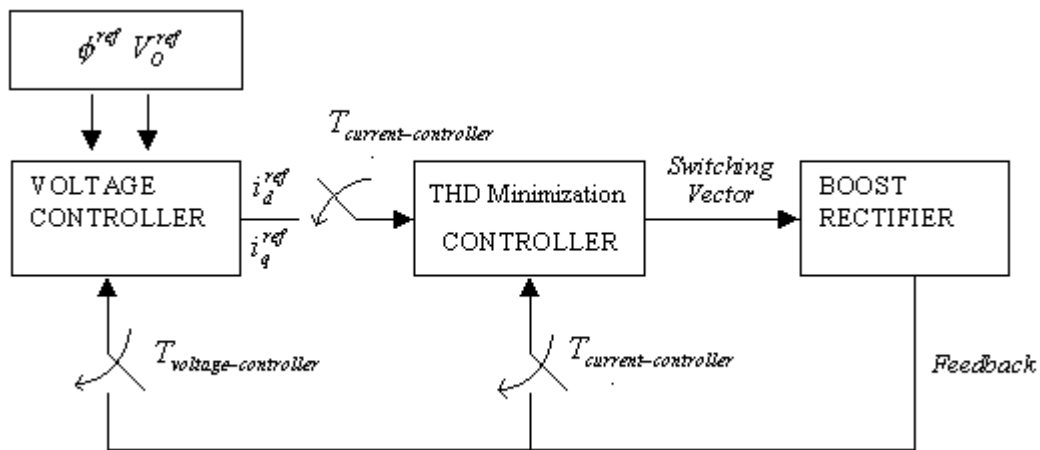 ϕ^ref V_O^ref
T_current-controller
VOLTAGE
CONTROLLER
i_d^ref
i_q^ref
THD Minimization
CONTROLLER
Switching
Vector
BOOST
RECTIFIER
T_voltage-controller
T_current-controller
Feedback